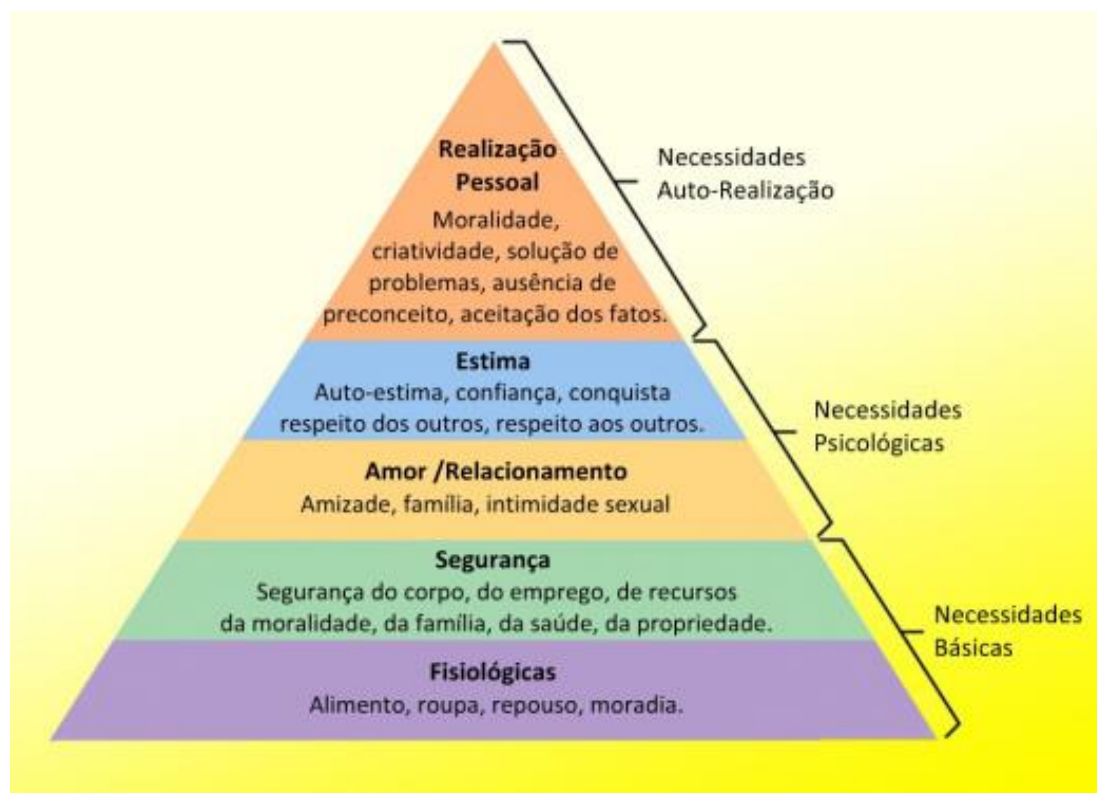 Realização
Pessoal
Moralidade,
criatividade, solução de
problemas, ausência de
preconceito, aceitação dos fatos.
Necessidades
Auto-Realização
Estima
Auto-estima, confiança, conquista
respeito dos outros, respeito aos outros.
Amor /Relacionamento
Amizade, família, intimidade sexual
Necessidades
Psicológicas
Segurança
Segurança do corpo, do emprego, de recursos
da moralidade, da família, da saúde, da propriedade.
Fisiológicas
Alimento, roupa, repouso, moradia.
Necessidades
Básicas